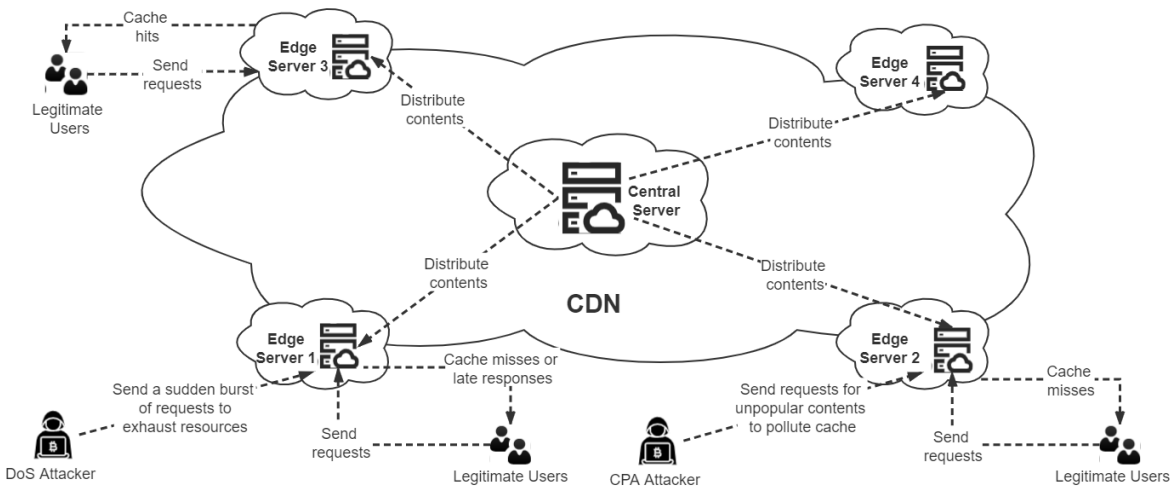 Cache
hits
Send
requests
Legitimate
Users
Edge
Server 3
Distribute
contents
Edge
Server 4
Distribute
contents
Central
Server
Distribute
contents
Distribute
contents
CDN
Edge
Server 1
Cache misses or
late responses
Send a sudden burst
of requests to
exhaust resources
DoS Attacker
Send
requests
Legitimate Users
Edge
Server 2
Send requests for
unpopular contents
to pollute cache
CPA Attacker
Cache
misses
Send
requests
Legitimate Users